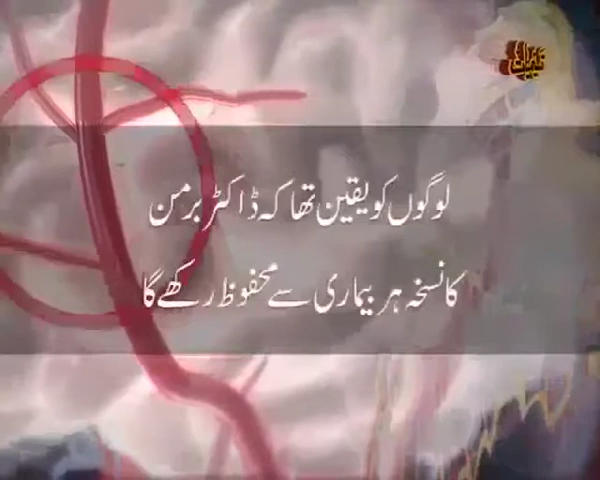 لوگوں کو یقین تھا کہ ڈاکٹر برمن
کا نسخہ ہر بیماری سے محفوظ رکھے گا